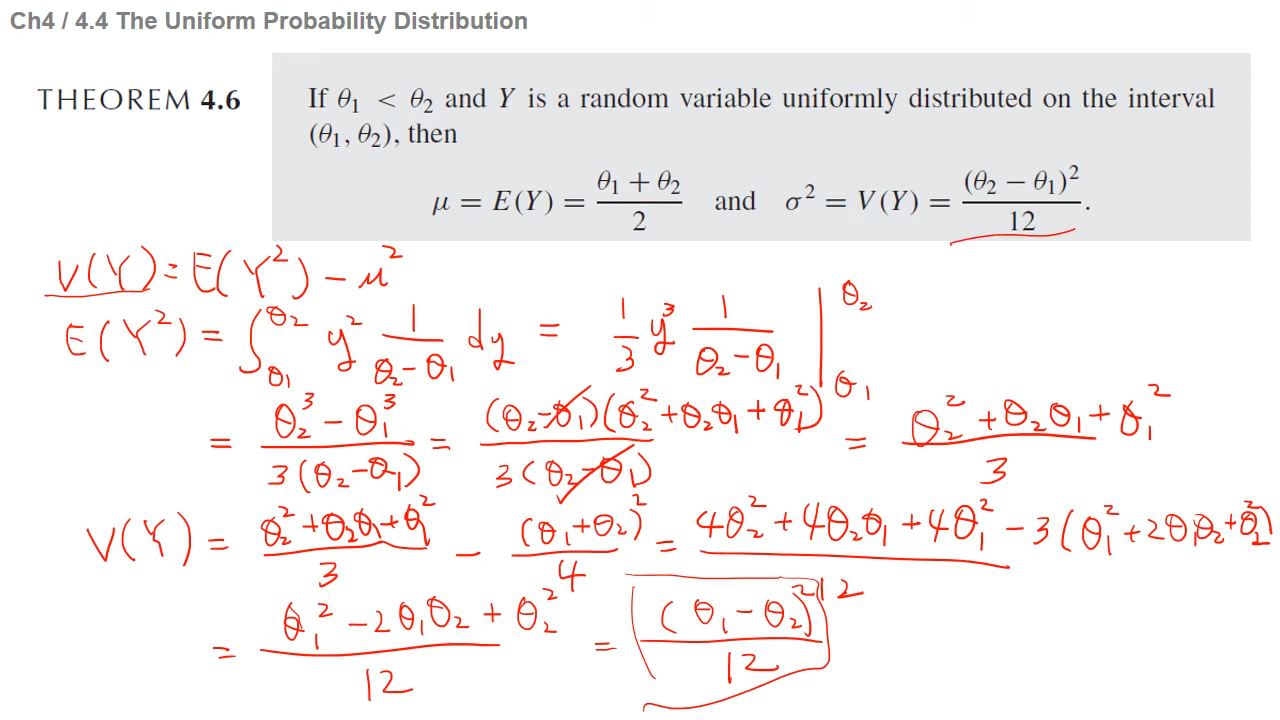 Ch4 / 4.4 The Uniform Probability Distribution
THEOREM 4.6
If θ₁ < θ₂ and Y is a random variable uniformly distributed on the interval
(θ₁, θ₂), then
μ = E(Y) = (θ₁ + θ₂)/2 and σ² = V(Y) = (θ₂ − θ₁)²/12.
V(Y) = E(Y²) − μ²
E(Y²) = ∫_θ₁^θ₂ y² 1/(θ₂ − θ₁) dy = 1/3 y³ 1/(θ₂ − θ₁) |_θ₁^θ₂
= (θ₂³ − θ₁³)/(3(θ₂ − θ₁)) = (θ₂ − θ₁)(θ₂² + θ₂θ₁ + θ₁²)/(3(θ₂ − θ₁)) = (θ₂² + θ₂θ₁ + θ₁²)/3
V(Y) = (θ₂² + θ₂θ₁ + θ₁²)/3 − (θ₁ + θ₂)²/4 = (4θ₂² + 4θ₂θ₁ + 4θ₁² − 3(θ₁² + 2θ₁θ₂ + θ₂²))/12
= (θ₁² − 2θ₁θ₂ + θ₂²)/12 = (θ₁ − θ₂)²/12